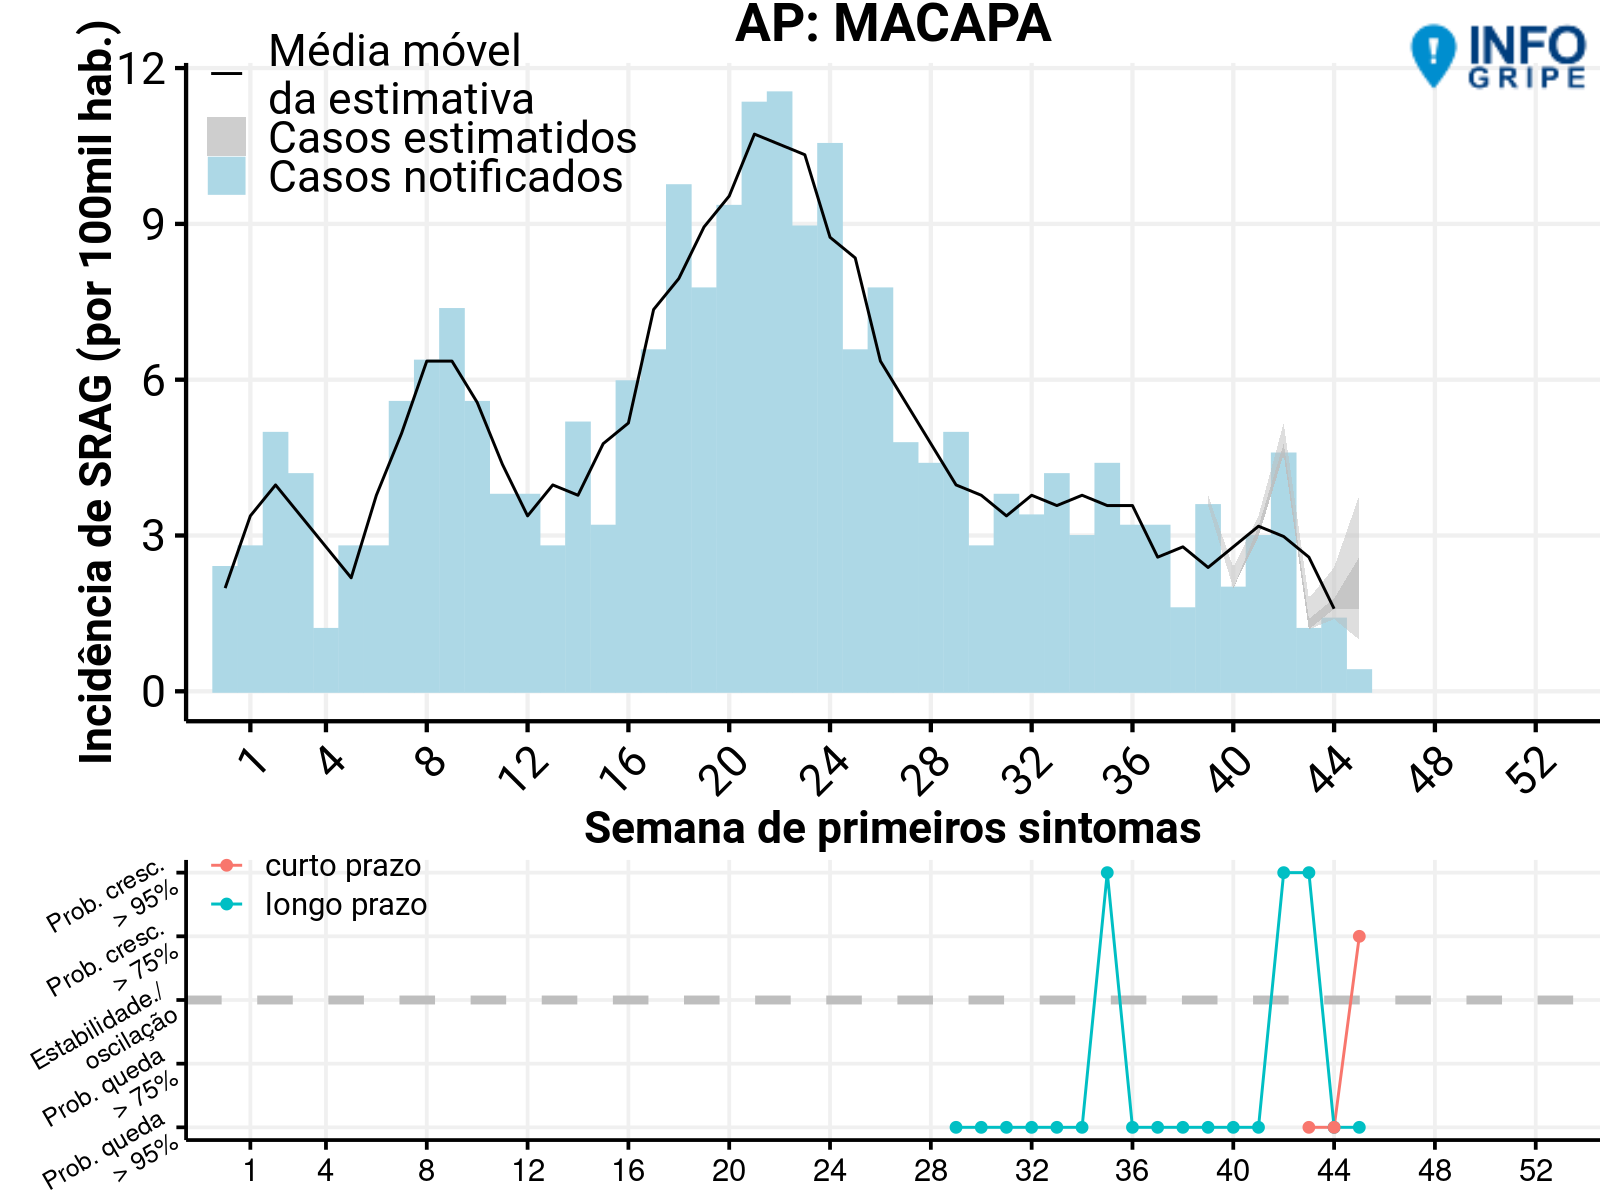 AP: MACAPA
INFO
GRIPE
Média móvel
da estimativa
Casos estimatidos
Casos notificados
Incidência de SRAG (por 100mil hab.)
12
9
6
3
0
1 4 8 12 16 20 24 28 32 36 40 44 48 52
Semana de primeiros sintomas
curto prazo
longo prazo
Prob. cresc.
> 95%
Prob. cresc.
> 75%
Estabilidade./
oscilação
Prob. queda
> 75%
Prob. queda
> 95%
1 4 8 12 16 20 24 28 32 36 40 44 48 52